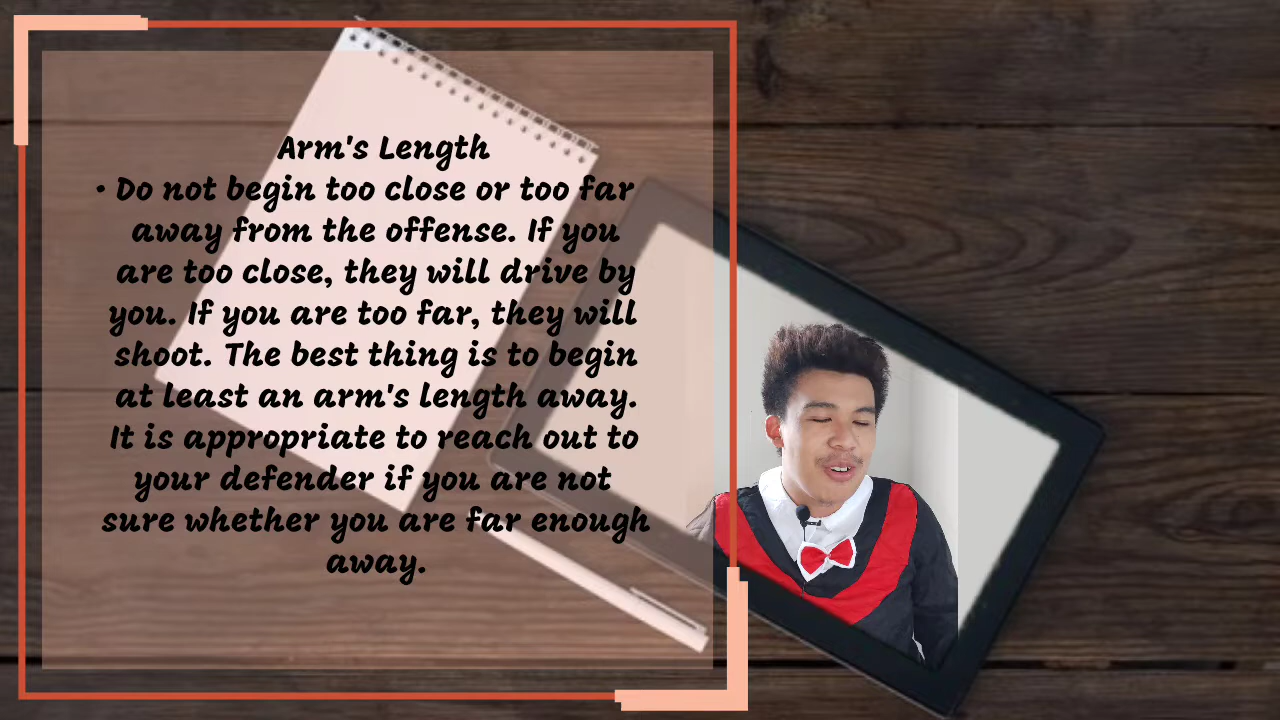 Arm's Length
• Do not begin too close or too far
away from the offense. If you
are too close, they will drive by
you. If you are too far, they will
shoot. The best thing is to begin
at least an arm's length away.
It is appropriate to reach out to
your defender if you are not
sure whether you are far enough
away.